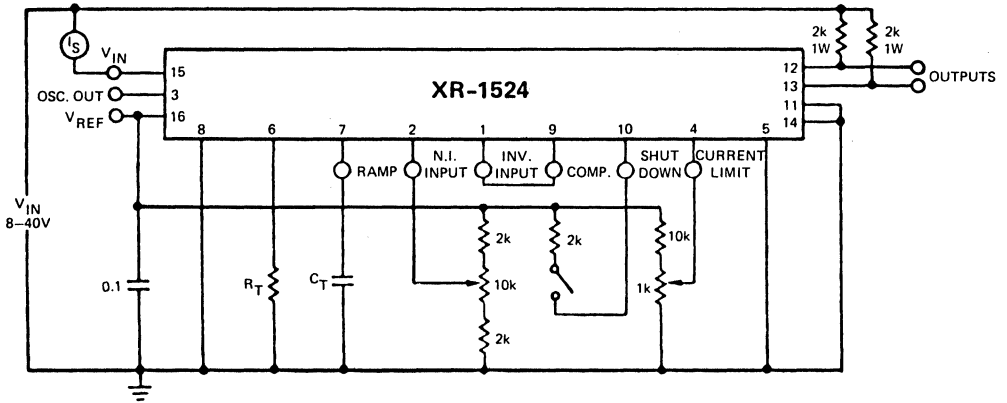 2k
1W
2k
1W
I_S
V_IN
15
XR-1524
12
OUTPUTS
OSC. OUT
3
13
V_REF
16
11
14
8
6
7
2
1
9
10
4
5
RAMP
N.I.
INPUT
INV.
INPUT
COMP.
SHUT
DOWN
CURRENT
LIMIT
V_IN
8–40V
2k
2k
10k
0.1
R_T
C_T
10k
1k
2k